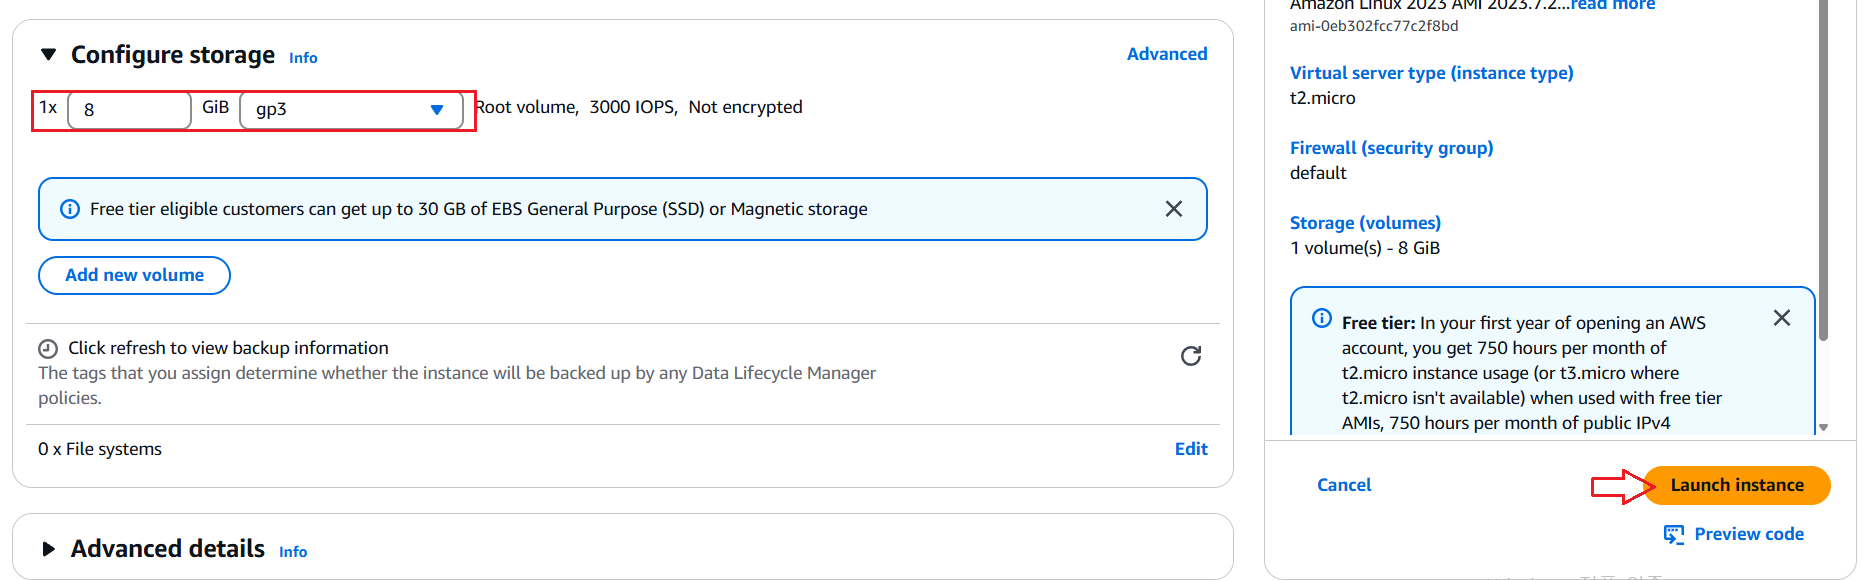 Configure storage Info
Advanced
1x 8 GiB gp3 Root volume, 3000 IOPS, Not encrypted
Free tier eligible customers can get up to 30 GB of EBS General Purpose (SSD) or Magnetic storage
Add new volume
Click refresh to view backup information
The tags that you assign determine whether the instance will be backed up by any Data Lifecycle Manager
policies.
0 x File systems
Edit
Advanced details Info
Amazon Linux 2023 AMI 2023.7.2...read more
ami-0eb302fcc77c2f8bd
Virtual server type (instance type)
t2.micro
Firewall (security group)
default
Storage (volumes)
1 volume(s) - 8 GiB
Free tier: In your first year of opening an AWS
account, you get 750 hours per month of
t2.micro instance usage (or t3.micro where
t2.micro isn't available) when used with free tier
AMIs, 750 hours per month of public IPv4
Cancel
Launch instance
Preview code